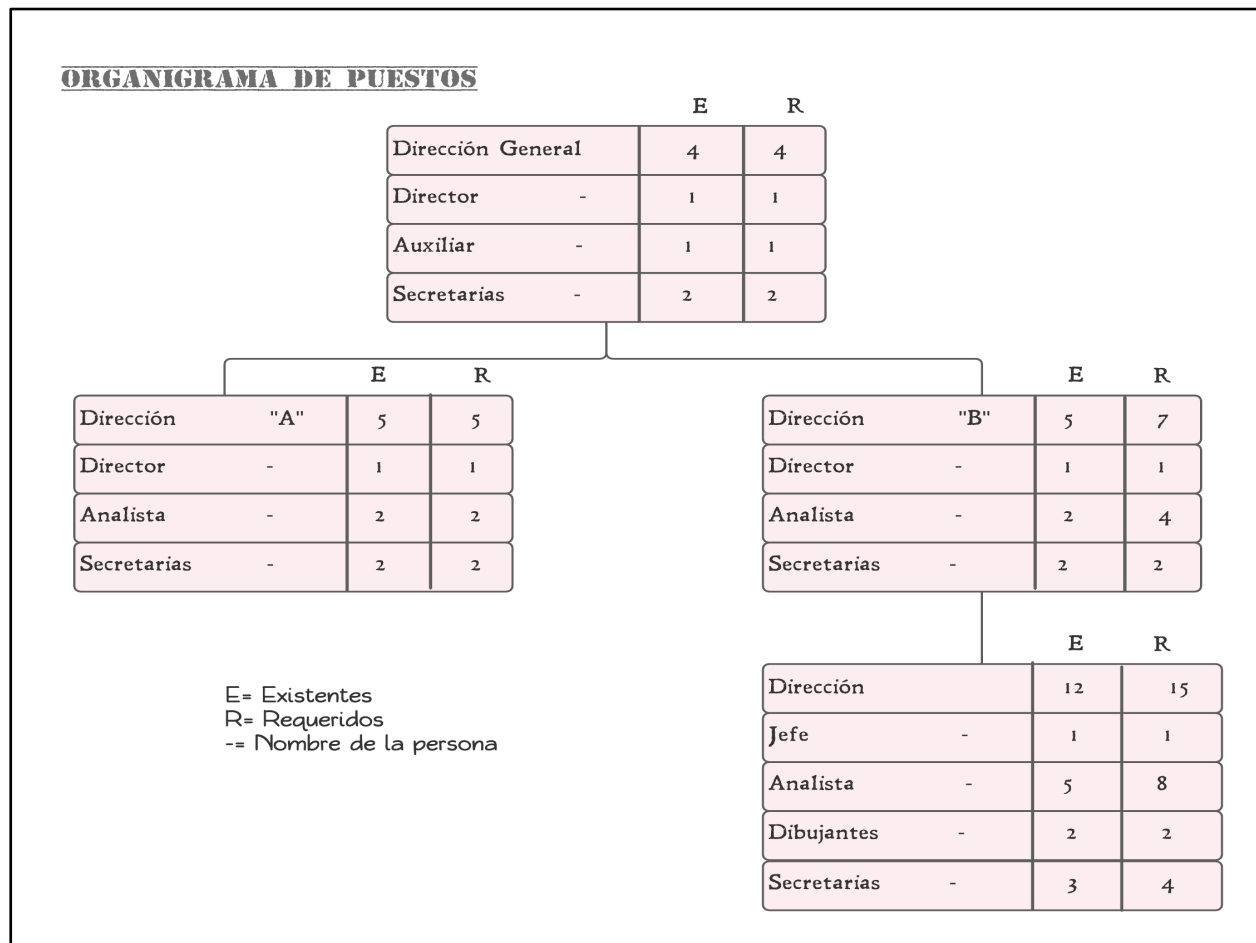 ORGANIGRAMA DE PUESTOS
E R
Dirección General 4 4
Director - 1 1
Auxiliar - 1 1
Secretarias - 2 2
E R
Dirección "A" 5 5
Director - 1 1
Analista - 2 2
Secretarias - 2 2
E R
Dirección "B" 5 7
Director - 1 1
Analista - 2 4
Secretarias - 2 2
E R
Dirección 12 15
Jefe - 1 1
Analista - 5 8
Dibujantes - 2 2
Secretarias - 3 4
E= Existentes
R= Requeridos
-= Nombre de la persona